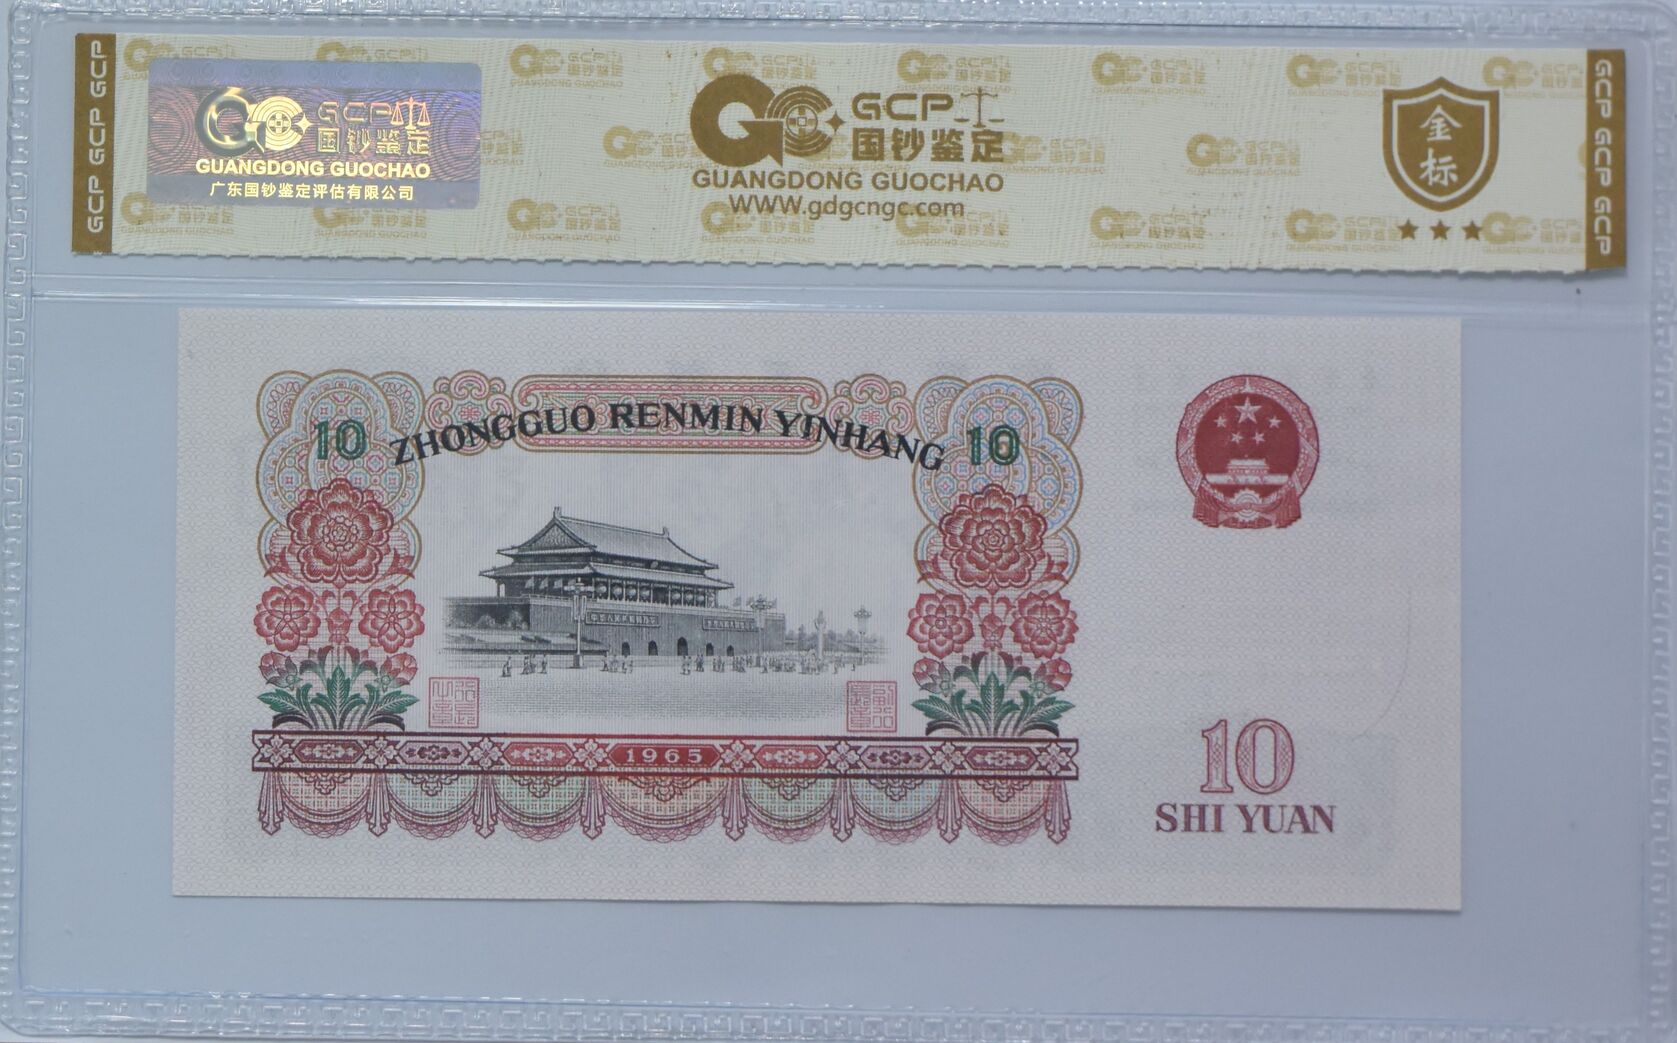 GCP GCP GCP
GCP
国钞鉴定
GUANGDONG GUOCHAO
广东国钞鉴定评估有限公司
GCP
国钞鉴定
GUANGDONG GUOCHAO
WWW.gdgcngc.com
金
标
GCP GCP GCP
10
ZHONGGUO RENMIN YINHANG
10
1965
10
SHI YUAN